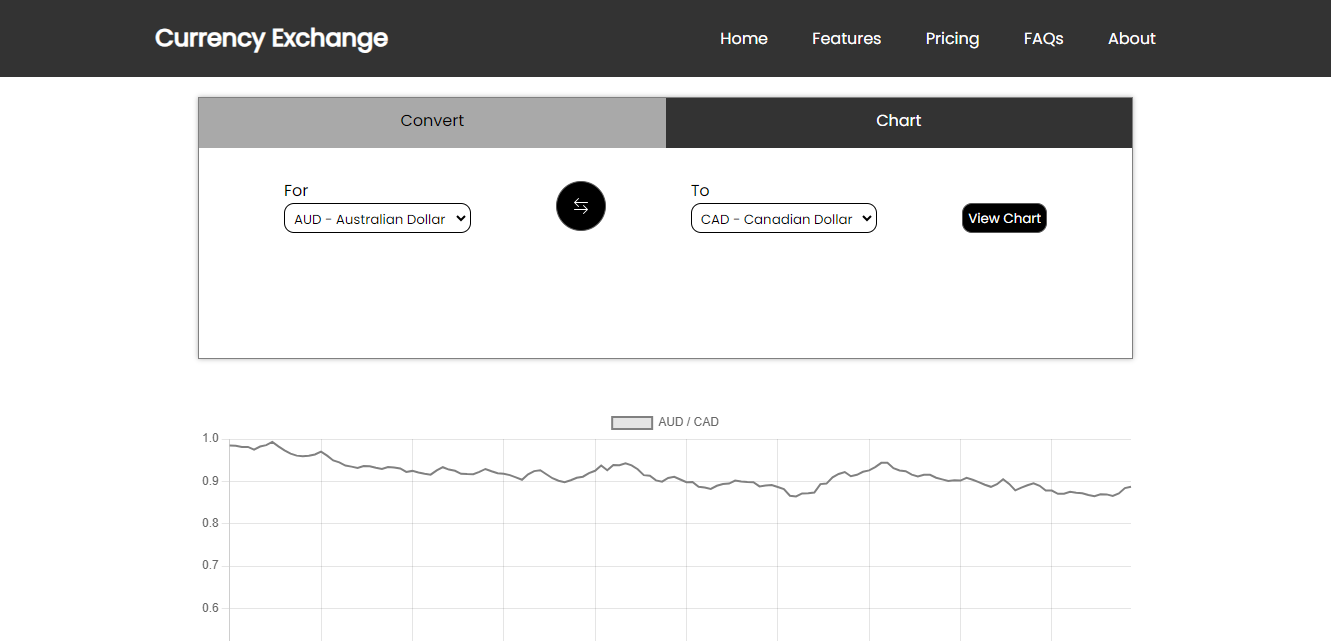 Currency Exchange
Home Features Pricing FAQs About
Convert Chart
For To
AUD - Australian Dollar CAD - Canadian Dollar View Chart
AUD / CAD
1.0
0.9
0.8
0.7
0.6